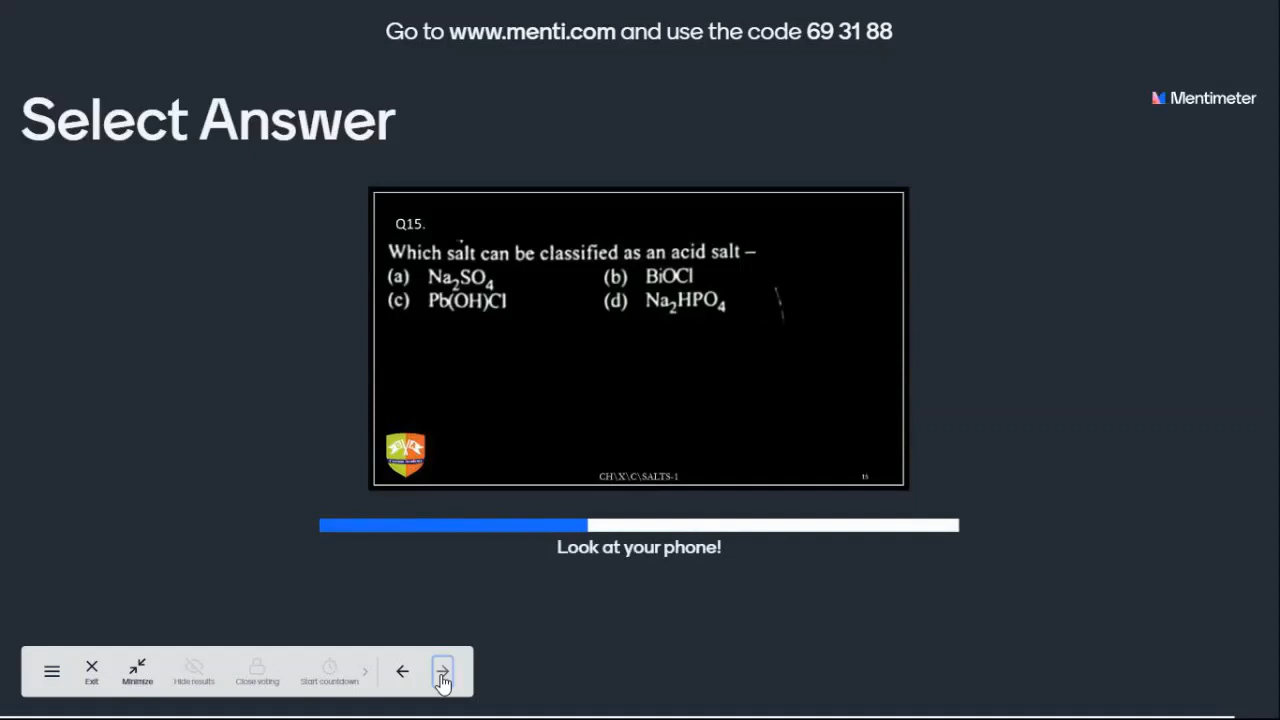 Go to www.menti.com and use the code 69 31 88
Mentimeter
Select Answer
Q15.
Which salt can be classified as an acid salt –
(a) Na₂SO₄ (b) BiOCl
(c) Pb(OH)Cl (d) Na₂HPO₄
CH\X\C\SALTS-1 15
Look at your phone!
Exit Minimize Hide results Close voting Start countdown